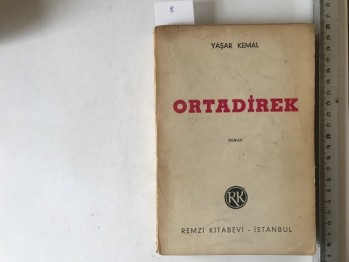 YAŞAR KEMAL
ORTADİREK
ROMAN
RK
REMZİ KİTABEVİ - İSTANBUL